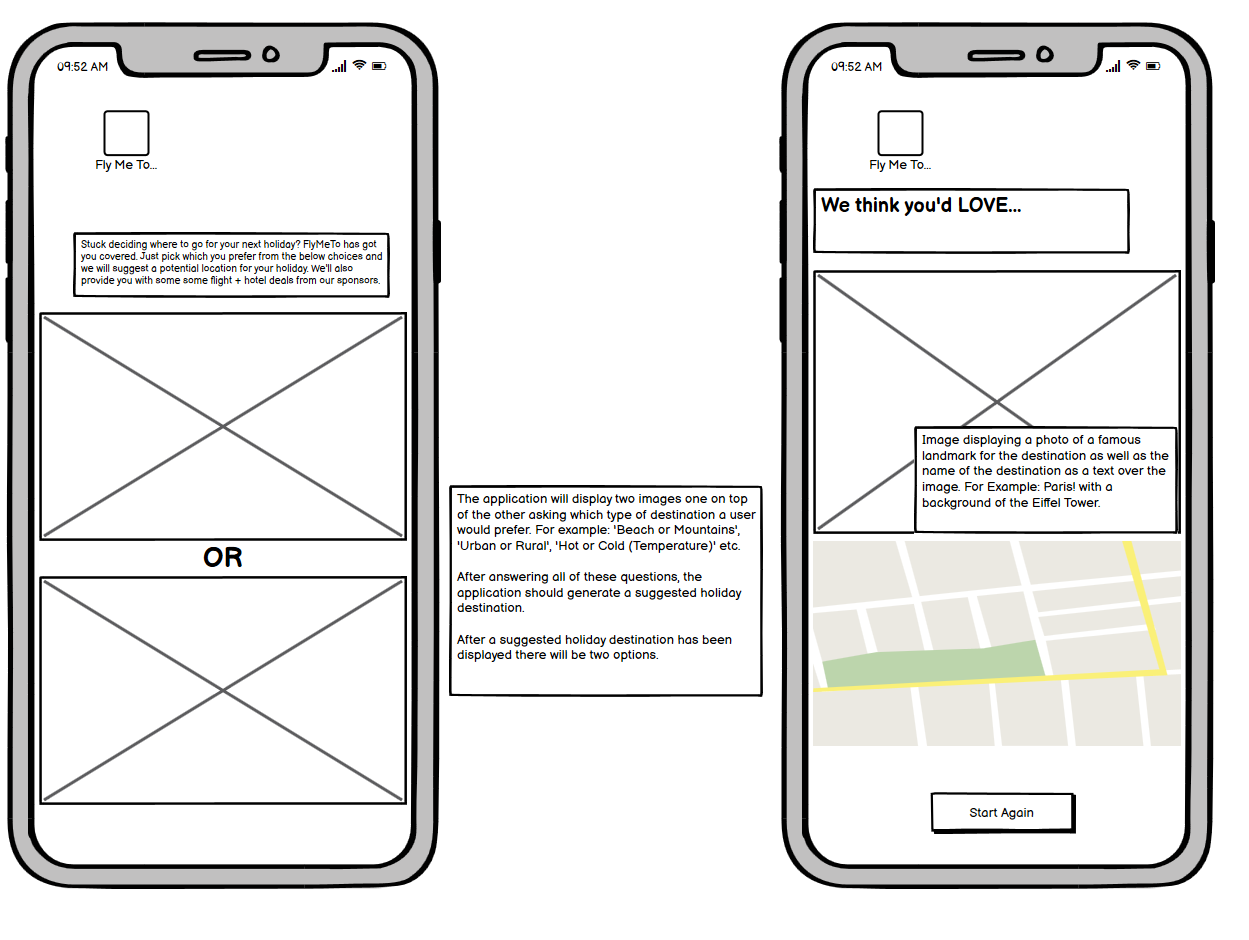 09:52 AM
Fly Me To...
Stuck deciding where to go for your next holiday? FlyMeTo has got
you covered. Just pick which you prefer from the below choices and
we will suggest a potential location for your holiday. We'll also
provide you with some some flight + hotel deals from our sponsors.
OR
The application will display two images one on top
of the other asking which type of destination a user
would prefer. For example: 'Beach or Mountains',
'Urban or Rural', 'Hot or Cold (Temperature)' etc.
After answering all of these questions, the
application should generate a suggested holiday
destination.
After a suggested holiday destination has been
displayed there will be two options.
09:52 AM
Fly Me To...
We think you'd LOVE...
Image displaying a photo of a famous
landmark for the destination as well as the
name of the destination as a text over the
image. For Example: Paris! with a
background of the Eiffel Tower.
Start Again